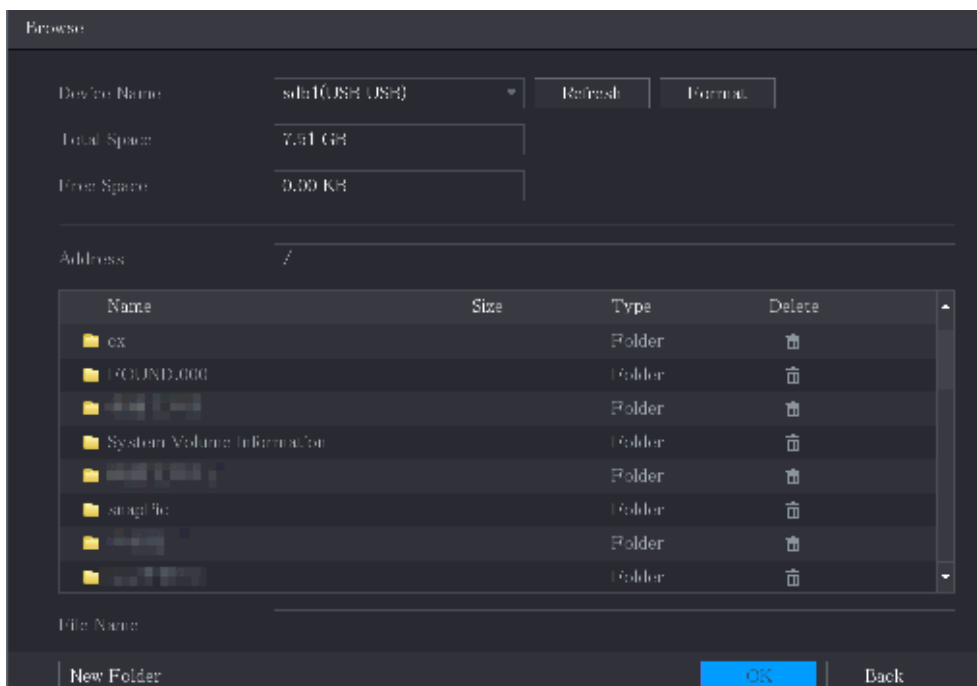 Browse
Device Name sdb1(USB USB) Refresh Format
Total Space 7.51 GB
Free Space 0.00 KB
Address /
Name Size Type Delete
ex Folder
FOUND.000 Folder
Folder
System Volume Information Folder
Folder
snapPic Folder
Folder
Folder
File Name
New Folder OK Back